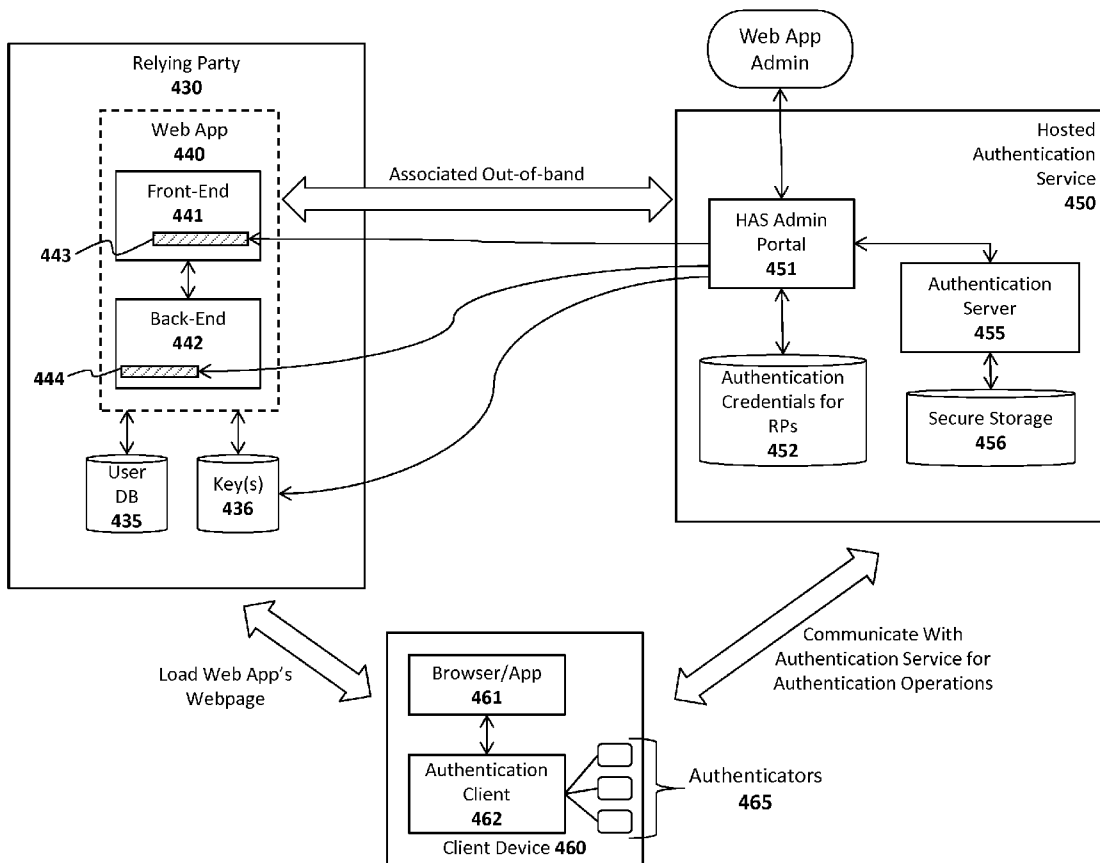 Relying Party
430
Web App
440
Front-End
441
443
Back-End
442
444
User
DB
435
Key(s)
436
Associated Out-of-band
Web App
Admin
Hosted
Authentication
Service
450
HAS Admin
Portal
451
Authentication
Server
455
Authentication
Credentials for
RPs
452
Secure Storage
456
Load Web App's
Webpage
Communicate With
Authentication Service for
Authentication Operations
Browser/App
461
Authentication
Client
462
Client Device 460
Authenticators
465